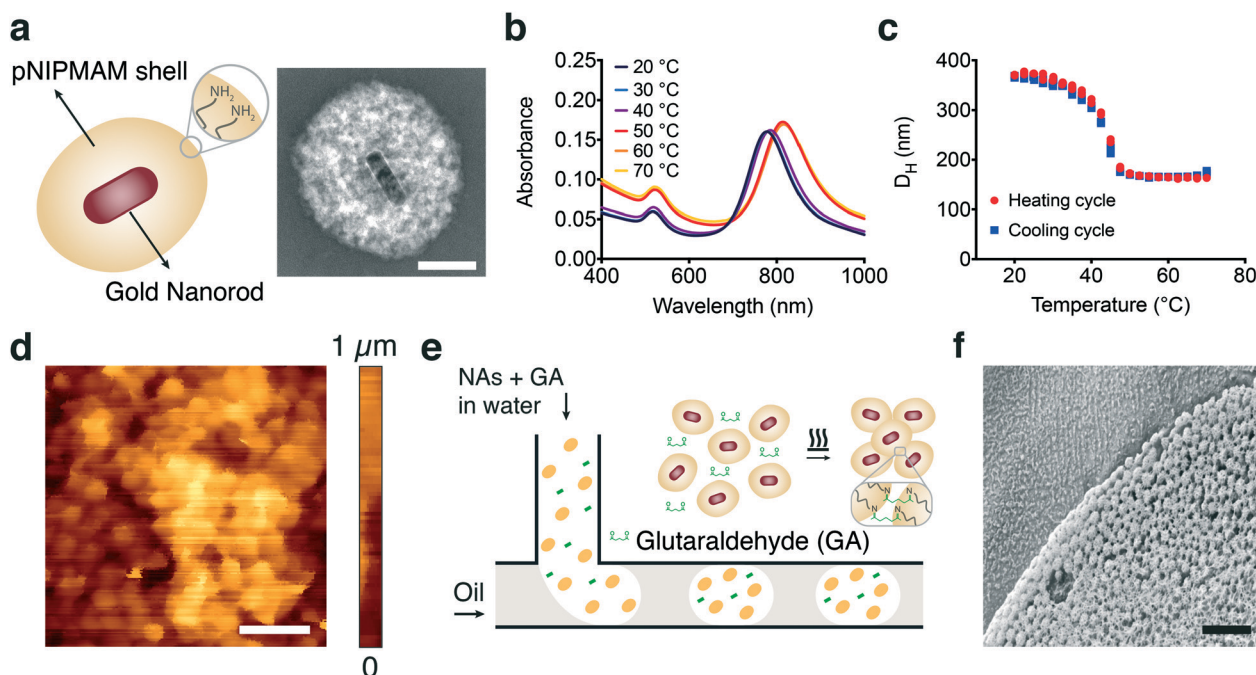 a
pNIPMAM shell
NH2
NH2
Gold Nanorod
b
0.25
0.20
0.15
0.10
0.05
0.00
Absorbance
20 °C
30 °C
40 °C
50 °C
60 °C
70 °C
400
600
800
1000
Wavelength (nm)
c
400
300
200
100
0
DH (nm)
Heating cycle
Cooling cycle
20
40
60
80
Temperature (°C)
d
1 µm
0
e
NAs + GA
in water
N
N
N
N
Glutaraldehyde (GA)
Oil
f